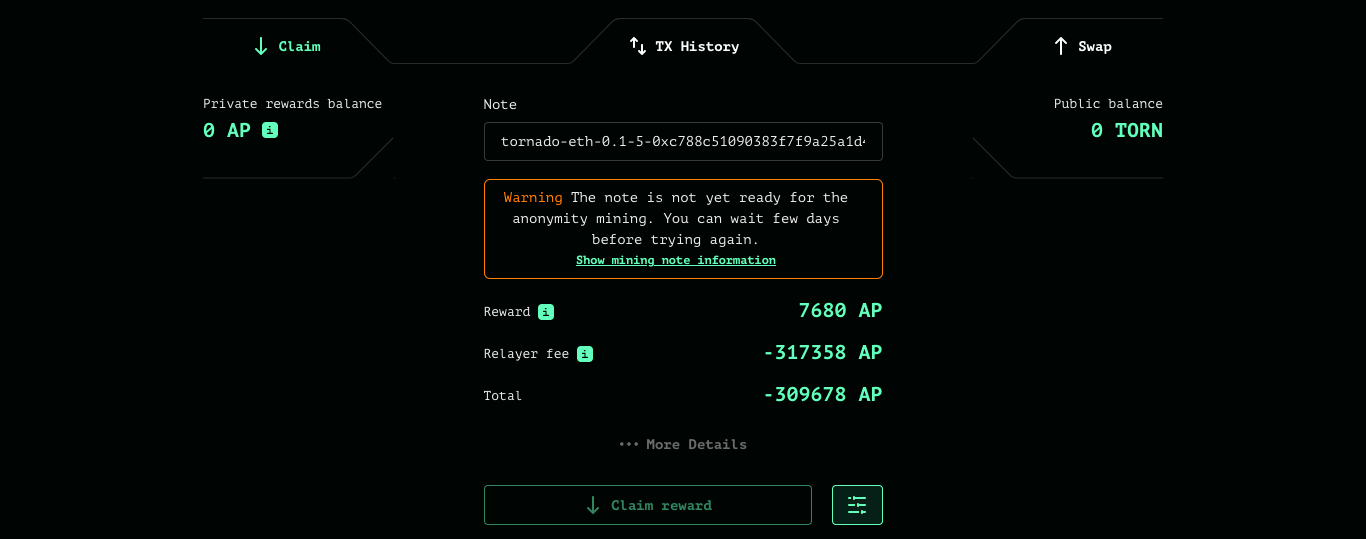 Claim
TX History
Swap
Private rewards balance
0 AP i
Note
tornado-eth-0.1-5-0xc788c51090383f7f9a25a1d
Public balance
0 TORN
Warning The note is not yet ready for the
anonymity mining. You can wait few days
before trying again.
Show mining note information
Reward i
7680 AP
Relayer fee i
-317358 AP
Total
-309678 AP
••• More Details
Claim reward